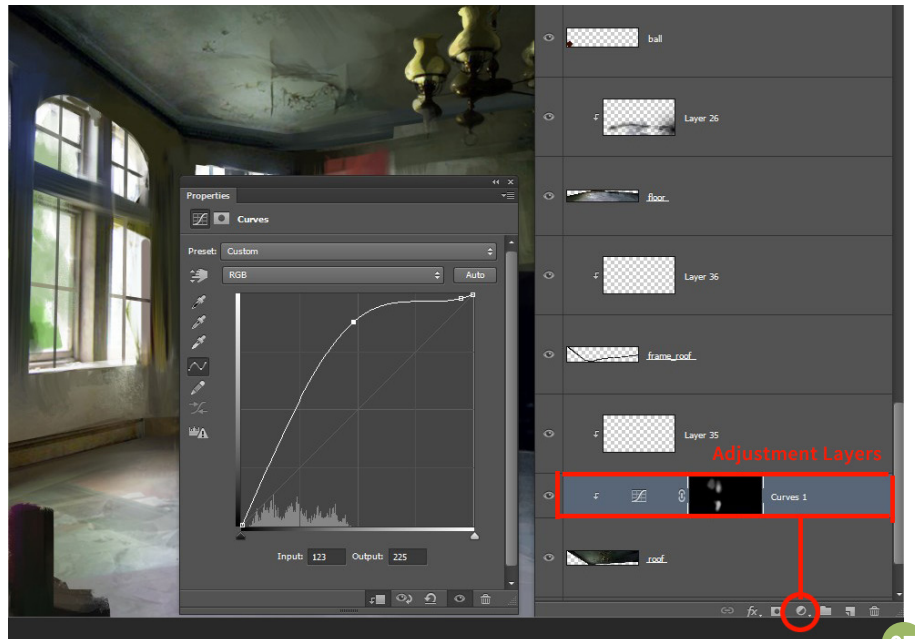 Properties
Curves
Preset: Custom
RGB
Auto
Input: 123 Output: 225
ball
Layer 26
floor
Layer 36
frame_roof
Layer 35
Adjustment Layers
Curves 1
roof
fx.